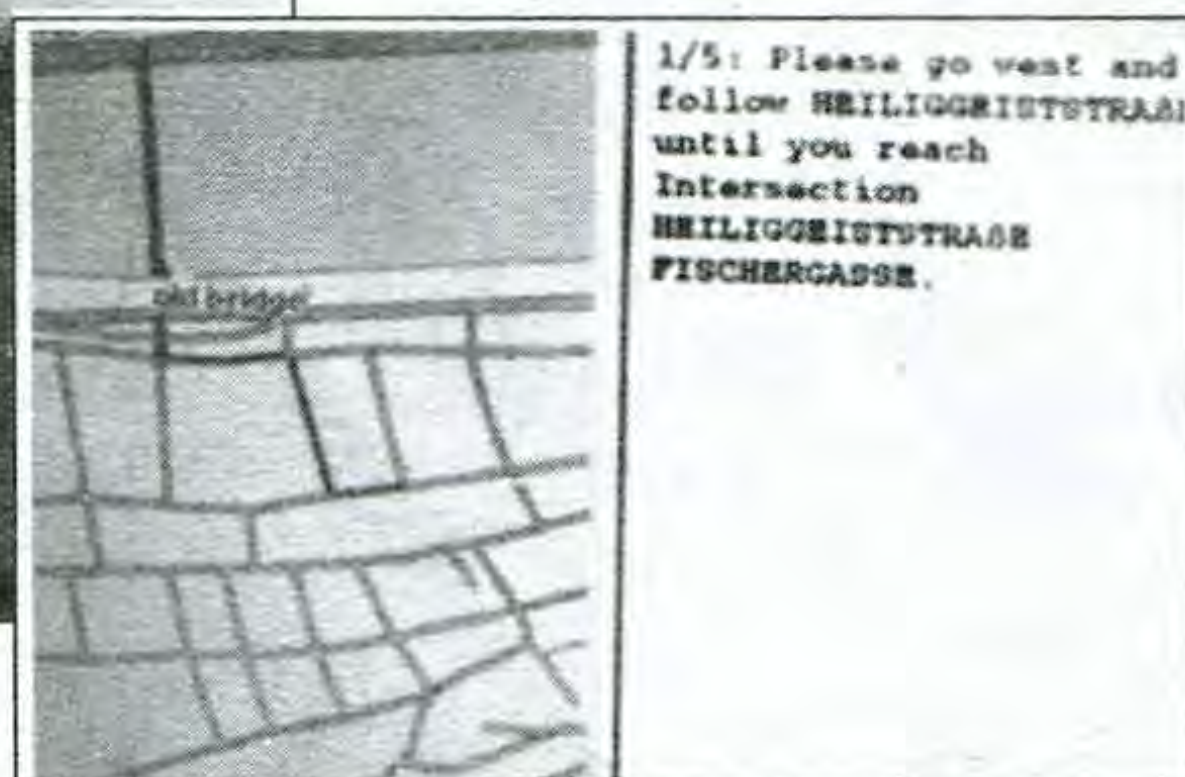 old bridge
1/5: Please go west and
follow HEILIGGEISTSTRAßE
until you reach
Intersection
HEILIGGEISTSTRAßE
FISCHERGASSE.